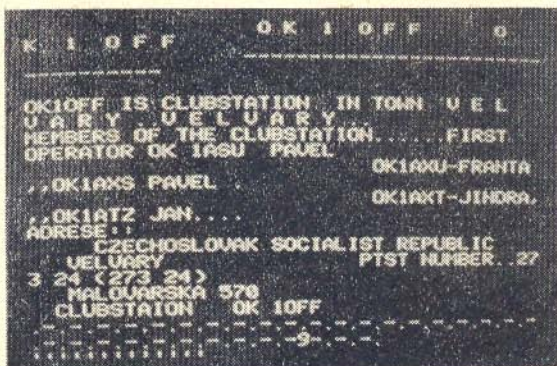 K 1 OFF OK 1 OFF O
----------- -------------------------
OK1OFF IS CLUBSTATION IN TOWN V E L
U A R Y . V E L V A R Y . .
MEMBERS OF THE CLUBSTATION......FIRST
OPERATOR OK 1ASU PAVEL
OK1AXU-FRANTA
,,OK1AXS PAVEL .
OK1AXT-JINDRA,
,,OK1ATZ JAN....
ADRESE::
CZECHOSLOVAK SOCIALIST REPUBLIC
VELVARY PTST NUMBER..27
3 24 (273 24)
MALOVARSKA 570
CLUBSTAION OK 1OFF
.-.-.-.-.-.-.-.-.-.-.-.-.-.-.-.
.-.-.-.-.-.-.-.-.-9-.-.-.
.............